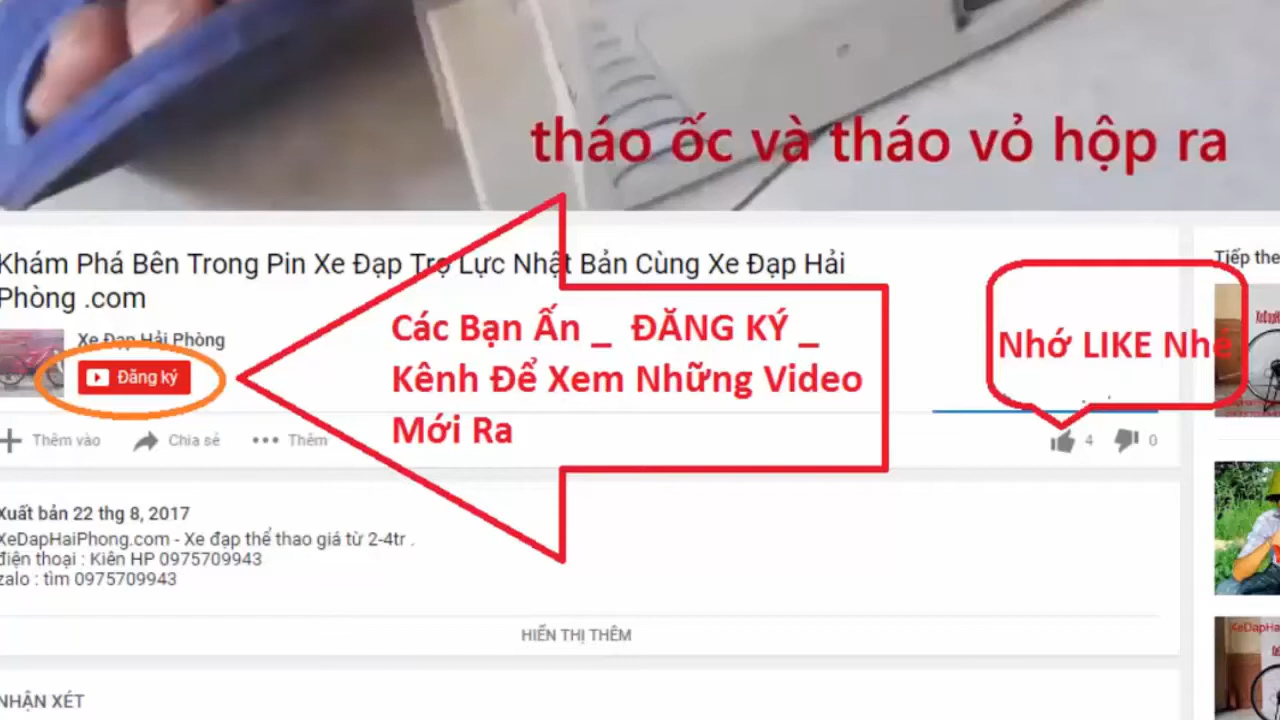 tháo ốc và tháo vỏ hộp ra
Khám Phá Bên Trong Pin Xe Đạp Trợ Lực Nhật Bản Cùng Xe Đạp Hải
Phòng .com
Tiếp the
Xe Đạp Hải Phòng
Đăng ký
Các Bạn Ấn _ ĐĂNG KÝ _
Kênh Để Xem Những Video
Mới Ra
Nhớ LIKE Nhé
Thêm vào
Chia sẻ
Thêm
4
0
Xuất bản 22 thg 8, 2017
XeDapHaiPhong.com - Xe đạp thể thao giá từ 2-4tr .
điện thoại : Kiên HP 0975709943
zalo : tìm 0975709943
HIỂN THỊ THÊM
XeDapHa
NHẬN XÉT